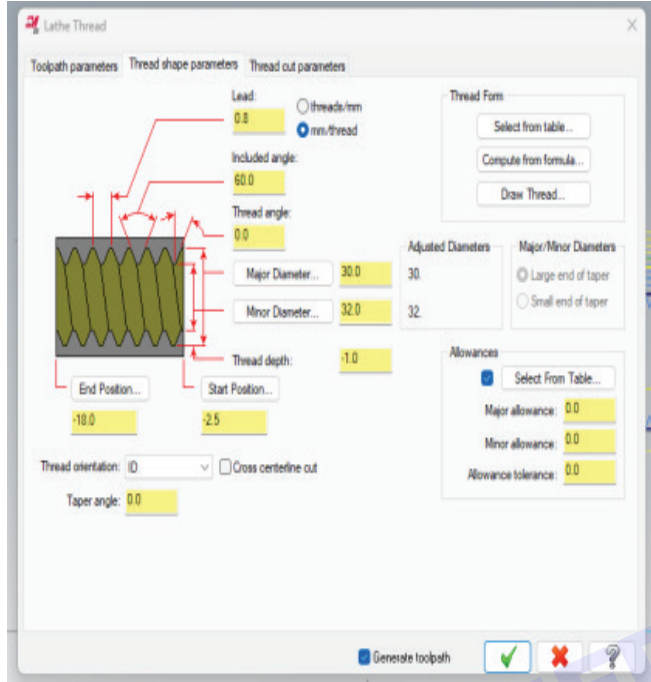 Lathe Thread
Toolpath parameters Thread shape parameters Thread cut parameters
Lead:
0.8
threads/mm
mm/thread
Included angle:
60.0
Thread angle:
0.0
Major Diameter... 30.0
Minor Diameter... 32.0
Thread depth: -1.0
Thread Form
Select from table...
Compute from formula...
Draw Thread...
Adjusted Diameters
30.
32.
Major/Minor Diameters
Large end of taper
Small end of taper
End Position... Start Position...
-18.0 -2.5
Allowances
Select From Table...
Major allowance: 0.0
Minor allowance: 0.0
Allowance tolerance: 0.0
Thread orientation: ID Cross centerline cut
Taper angle: 0.0
Generate toolpath